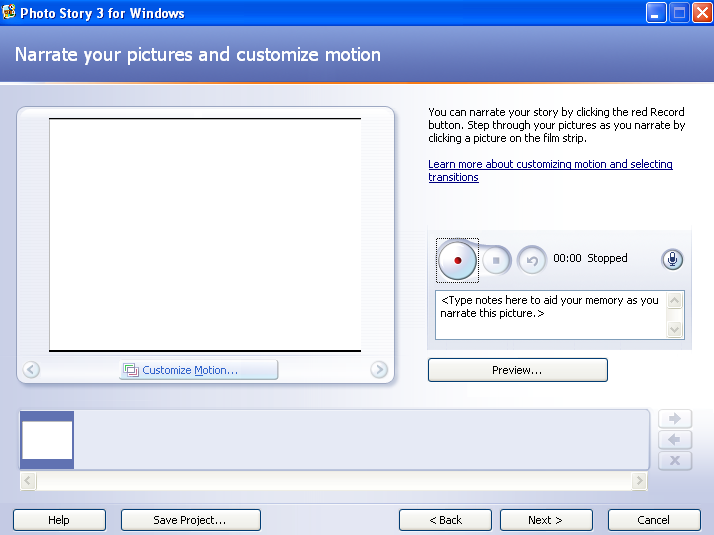 Photo Story 3 for Windows
Narrate your pictures and customize motion
You can narrate your story by clicking the red Record
button. Step through your pictures as you narrate by
clicking a picture on the film strip.
Learn more about customizing motion and selecting
transitions
00:00 Stopped
<Type notes here to aid your memory as you
narrate this picture.>
Customize Motion...
Preview...
Help
Save Project...
< Back
Next >
Cancel